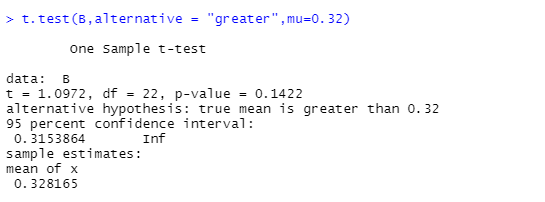 > t.test(B,alternative = "greater",mu=0.32)
One Sample t-test
data: B
t = 1.0972, df = 22, p-value = 0.1422
alternative hypothesis: true mean is greater than 0.32
95 percent confidence interval:
0.3153864 Inf
sample estimates:
mean of x
0.328165